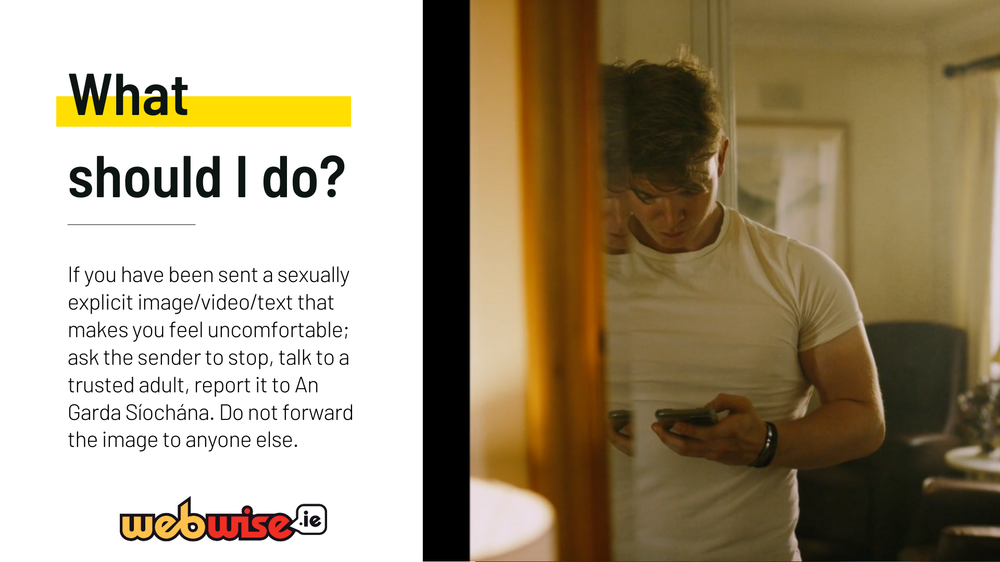 What
should I do?
If you have been sent a sexually
explicit image/video/text that
makes you feel uncomfortable;
ask the sender to stop, talk to a
trusted adult, report it to An
Garda Síochána. Do not forward
the image to anyone else.
webwise.ie